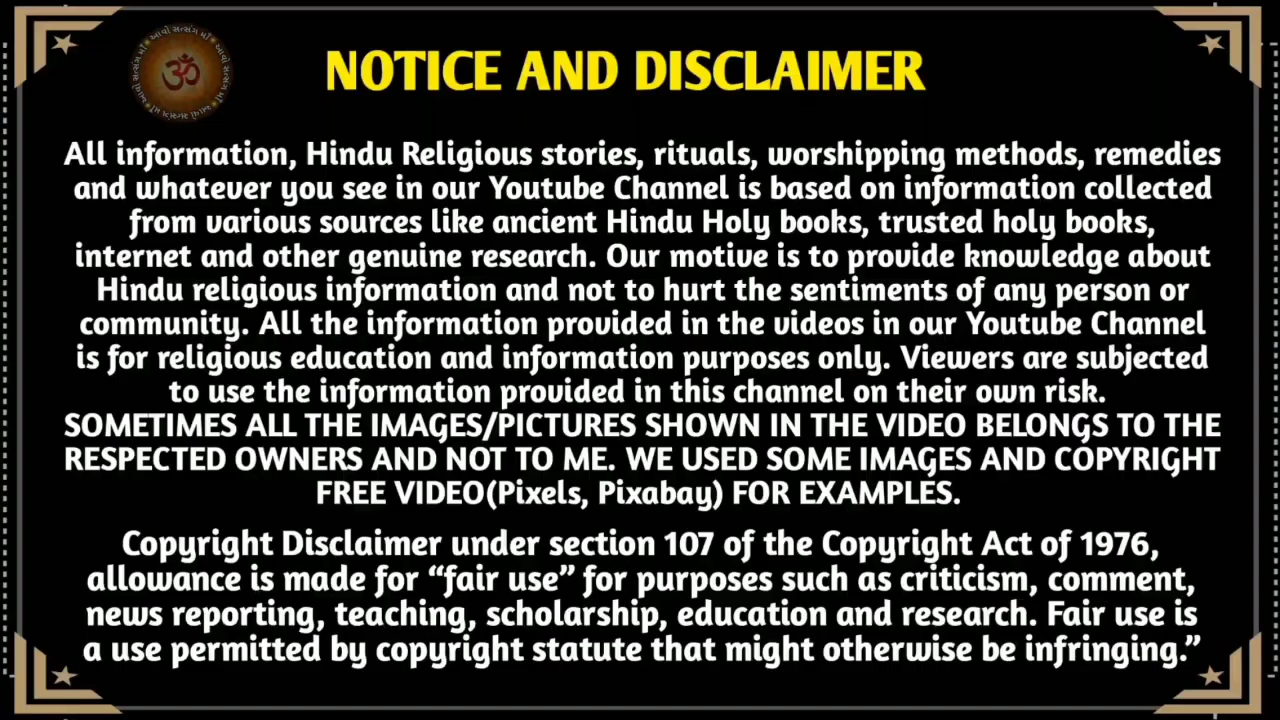 આવો સત્સંગ માઁ આવો સત્સંગ માઁ આવો સત્સંગ માઁ
NOTICE AND DISCLAIMER
All information, Hindu Religious stories, rituals, worshipping methods, remedies
and whatever you see in our Youtube Channel is based on information collected
from various sources like ancient Hindu Holy books, trusted holy books,
internet and other genuine research. Our motive is to provide knowledge about
Hindu religious information and not to hurt the sentiments of any person or
community. All the information provided in the videos in our Youtube Channel
is for religious education and information purposes only. Viewers are subjected
to use the information provided in this channel on their own risk.
SOMETIMES ALL THE IMAGES/PICTURES SHOWN IN THE VIDEO BELONGS TO THE
RESPECTED OWNERS AND NOT TO ME. WE USED SOME IMAGES AND COPYRIGHT
FREE VIDEO(Pixels, Pixabay) FOR EXAMPLES.
Copyright Disclaimer under section 107 of the Copyright Act of 1976,
allowance is made for “fair use” for purposes such as criticism, comment,
news reporting, teaching, scholarship, education and research. Fair use is
a use permitted by copyright statute that might otherwise be infringing.”